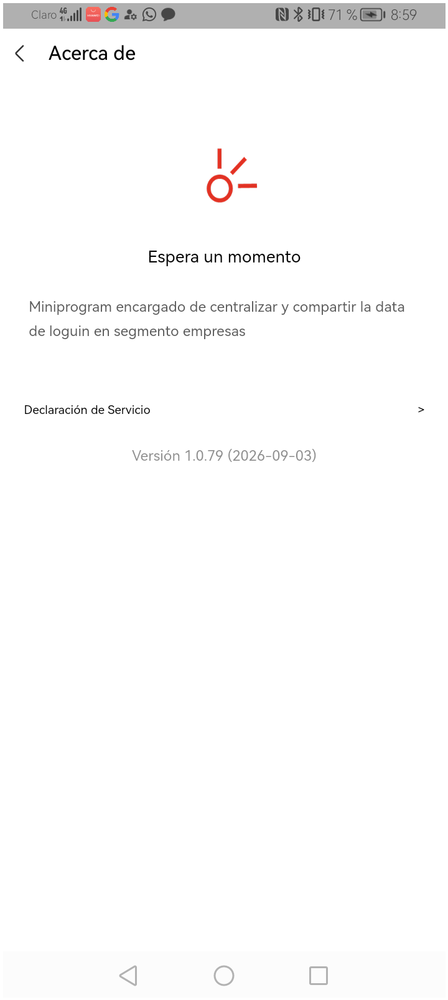 Claro 4G 71 % 8:59
Acerca de
Espera un momento
Miniprogram encargado de centralizar y compartir la data
de loguin en segmento empresas
Declaración de Servicio >
Versión 1.0.79 (2026-09-03)